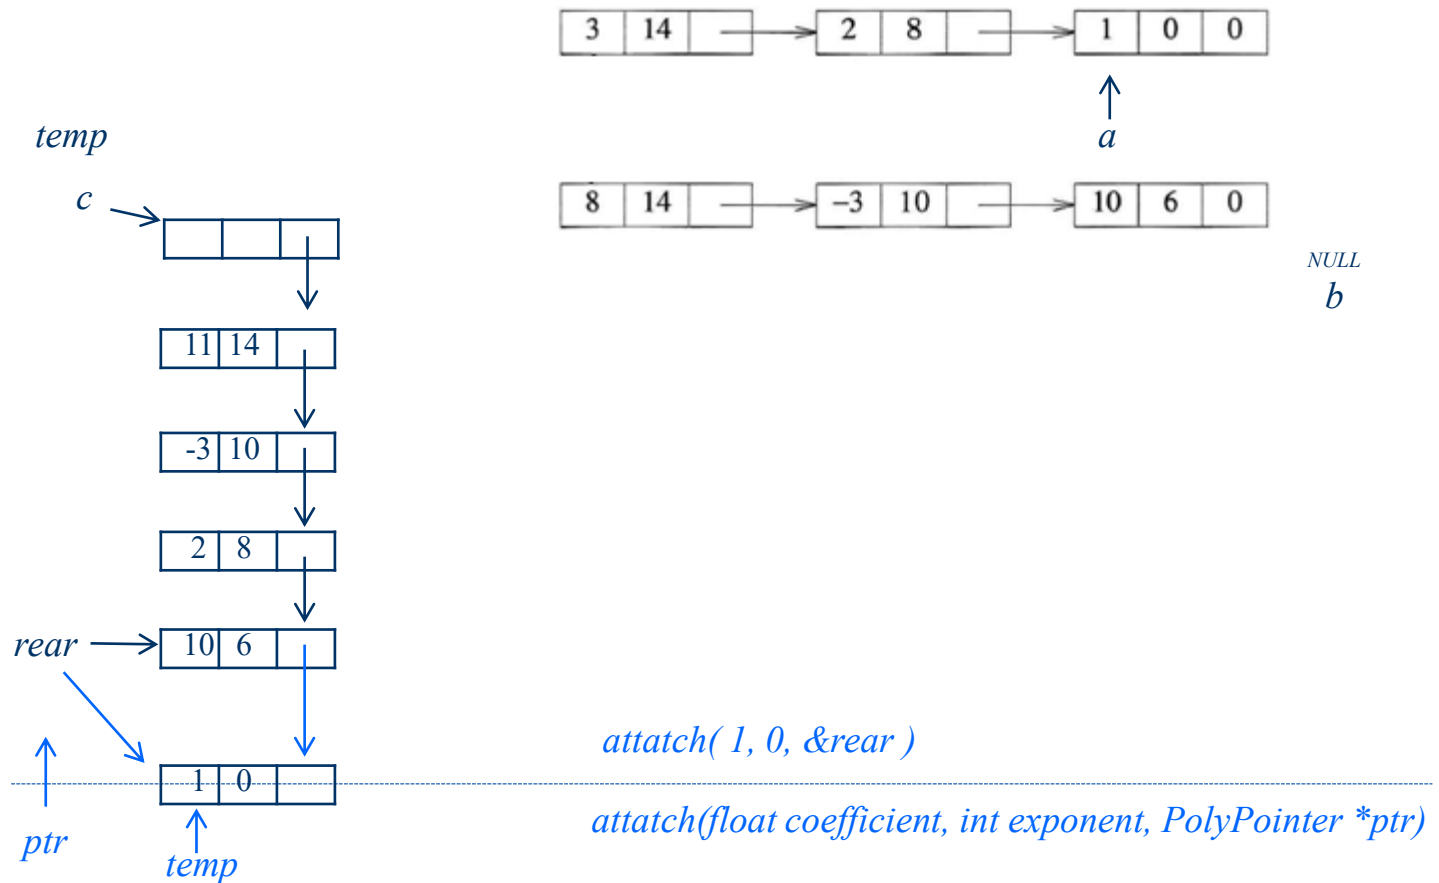 3 14 2 8 1 0 0
a
temp
c
8 14 -3 10 10 6 0
NULL
b
11 14
-3 10
2 8
rear 10 6
attatch( 1, 0, &rear )
1 0
attatch(float coefficient, int exponent, PolyPointer *ptr)
ptr
temp